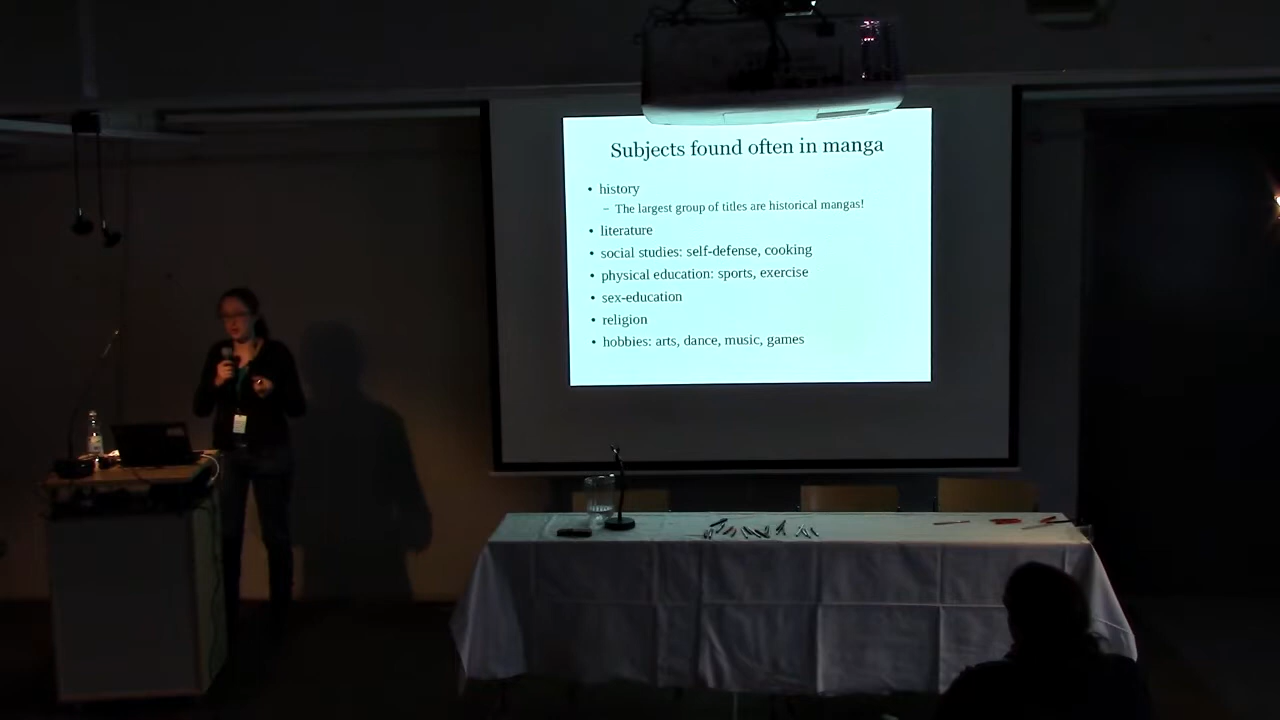 Subjects found often in manga
• history
– The largest group of titles are historical mangas!
• literature
• social studies: self-defense, cooking
• physical education: sports, exercise
• sex-education
• religion
• hobbies: arts, dance, music, games